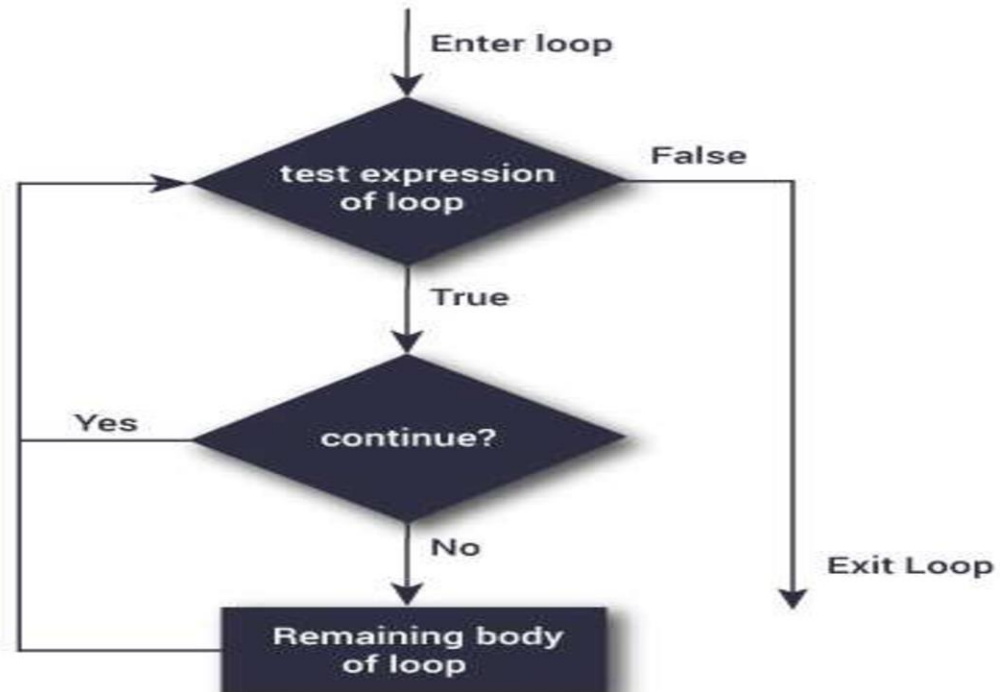 Enter loop
test expression
of loop
False
True
continue?
Yes
No
Exit Loop
Remaining body
of loop